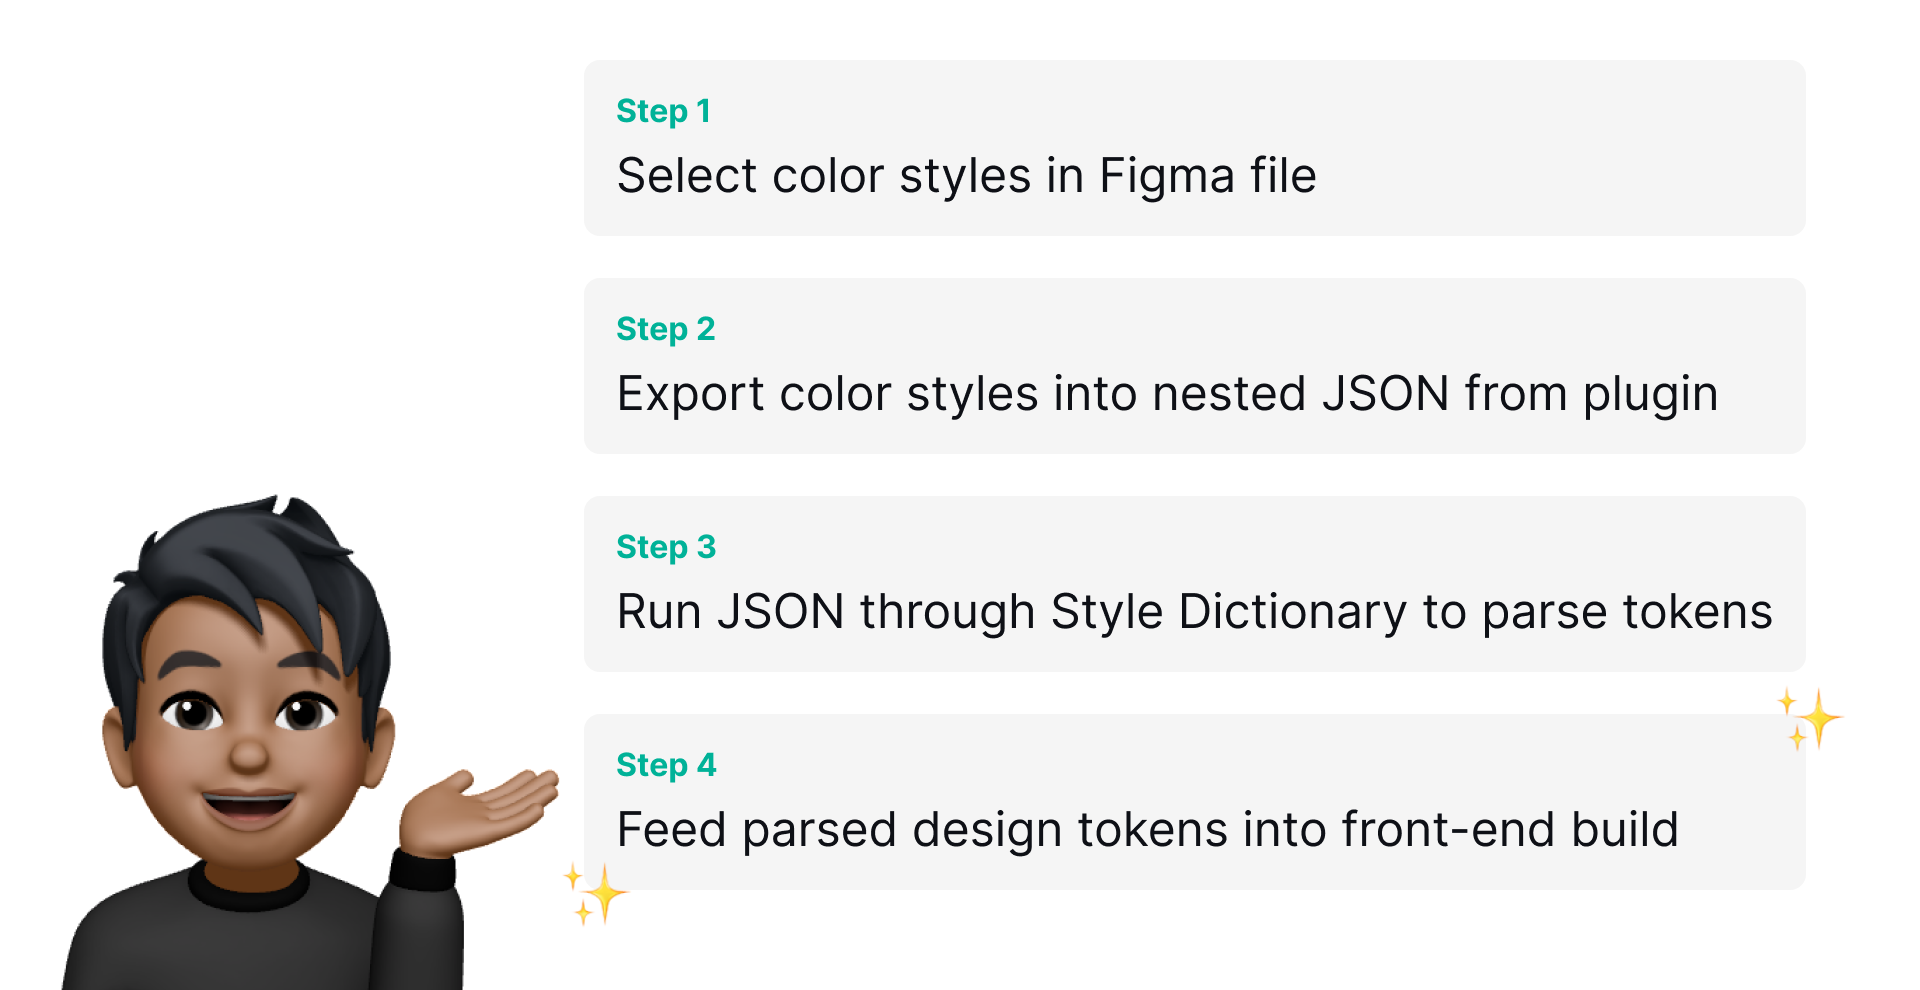 Step 1
Select color styles in Figma file
Step 2
Export color styles into nested JSON from plugin
Step 3
Run JSON through Style Dictionary to parse tokens
Step 4
Feed parsed design tokens into front-end build